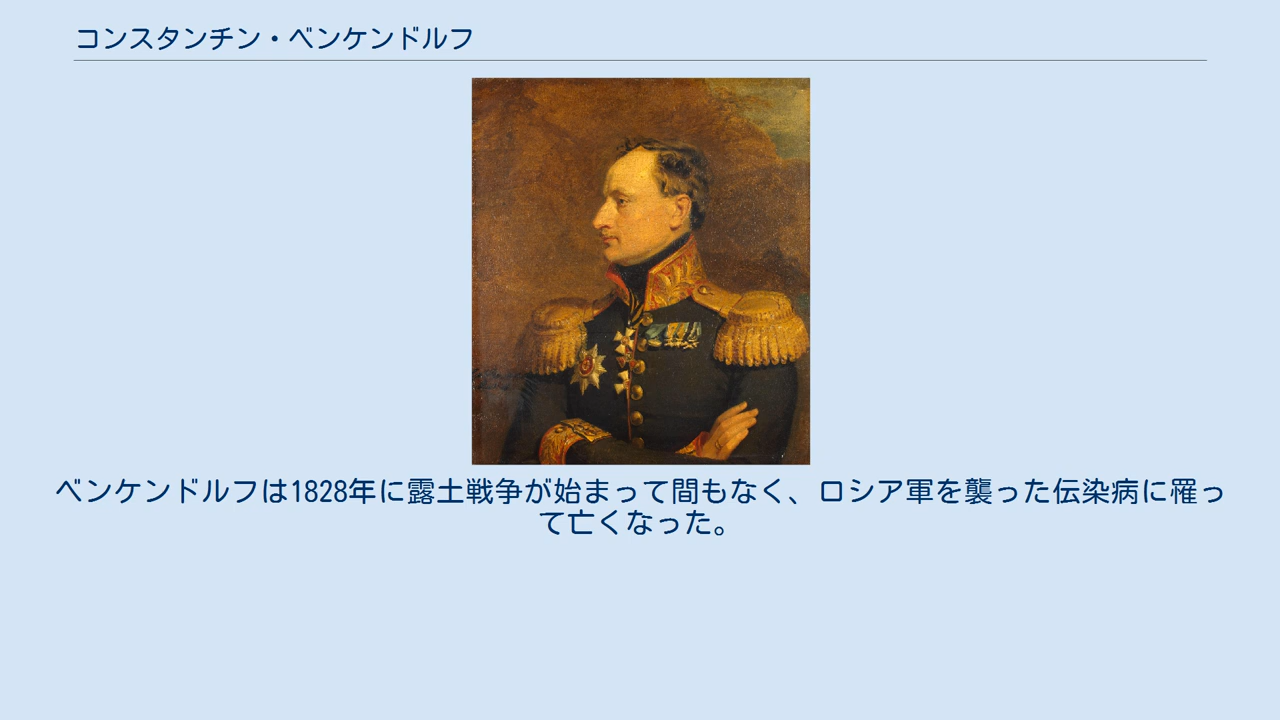 コンスタンチン・ベンケンドルフ
ベンケンドルフは1828年に露土戦争が始まって間もなく、ロシア軍を襲った伝染病に罹っ
て亡くなった。